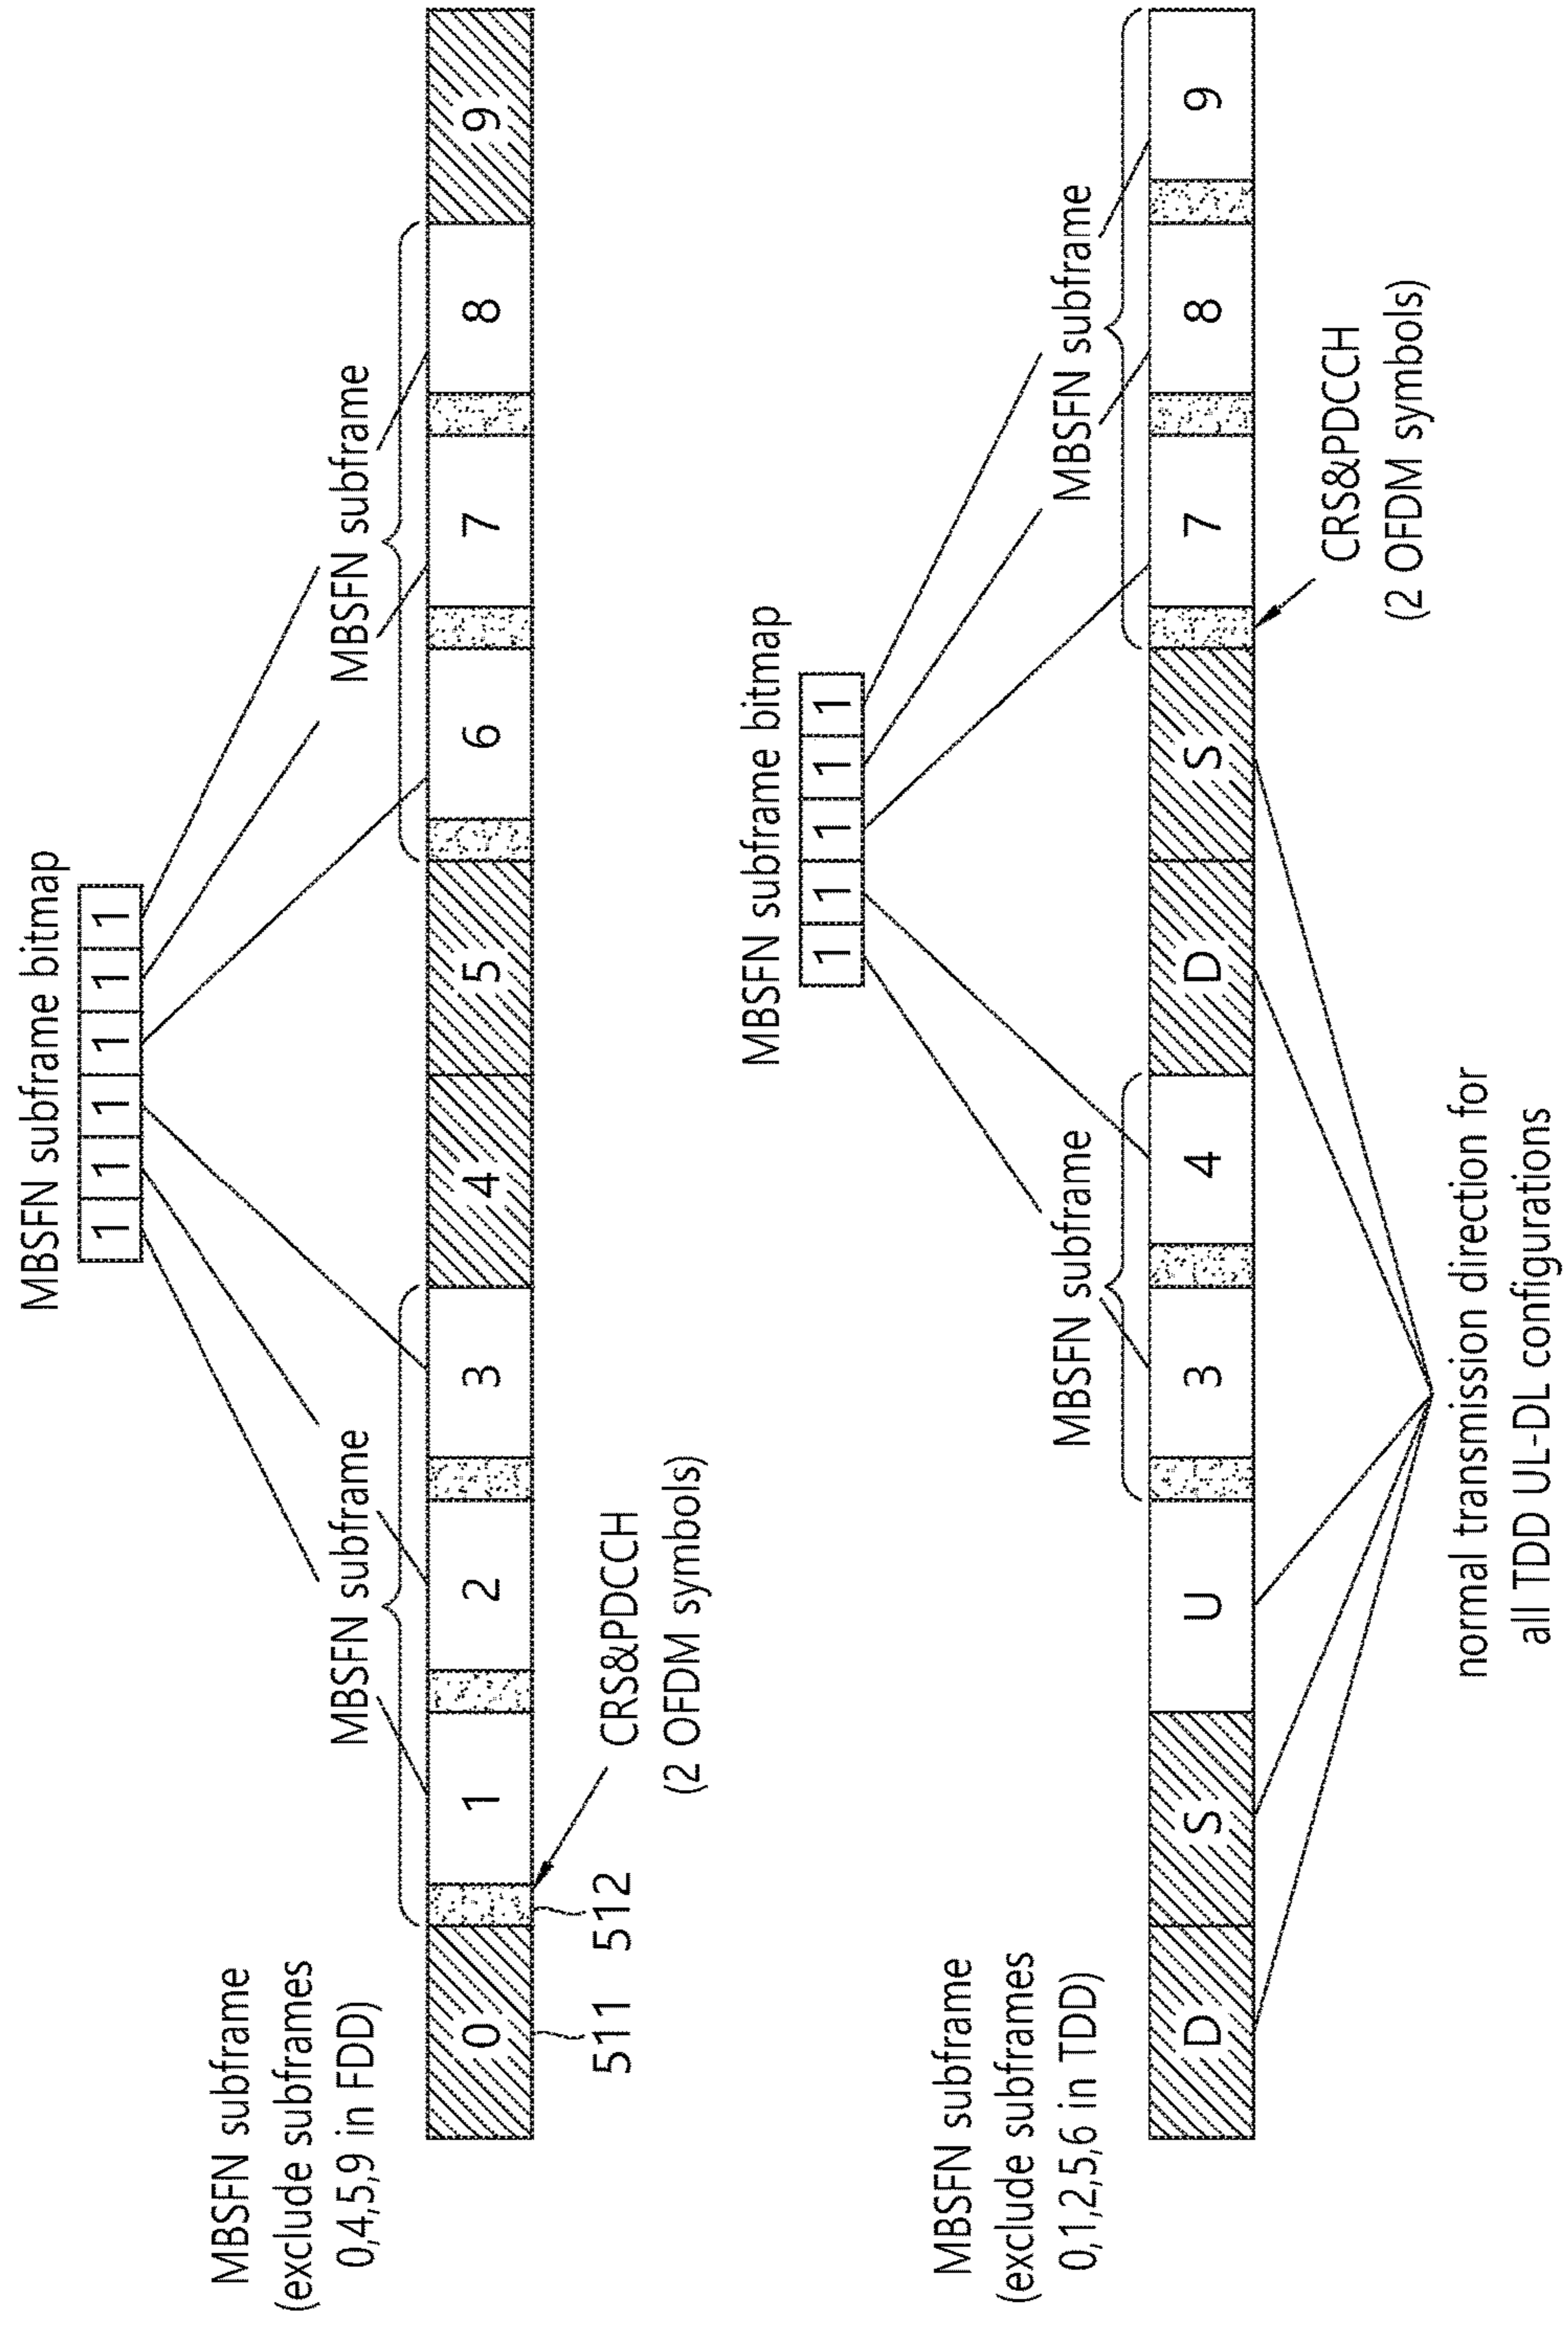 MBSFN subframe bitmap
1 1 1 1 1 1
MBSFN subframe
(exclude subframes
0,4,5,9 in FDD)
MBSFN subframe
MBSFN subframe
0 1 2 3 4 5 6 7 8 9
511 512
CRS&PDCCH
(2 OFDM symbols)
MBSFN subframe bitmap
1 1 1 1 1
MBSFN subframe
(exclude subframes
0,1,2,5,6 in TDD)
MBSFN subframe
MBSFN subframe
D S U 3 4 D S 7 8 9
CRS&PDCCH
(2 OFDM symbols)
normal transmission direction for
all TDD UL-DL configurations